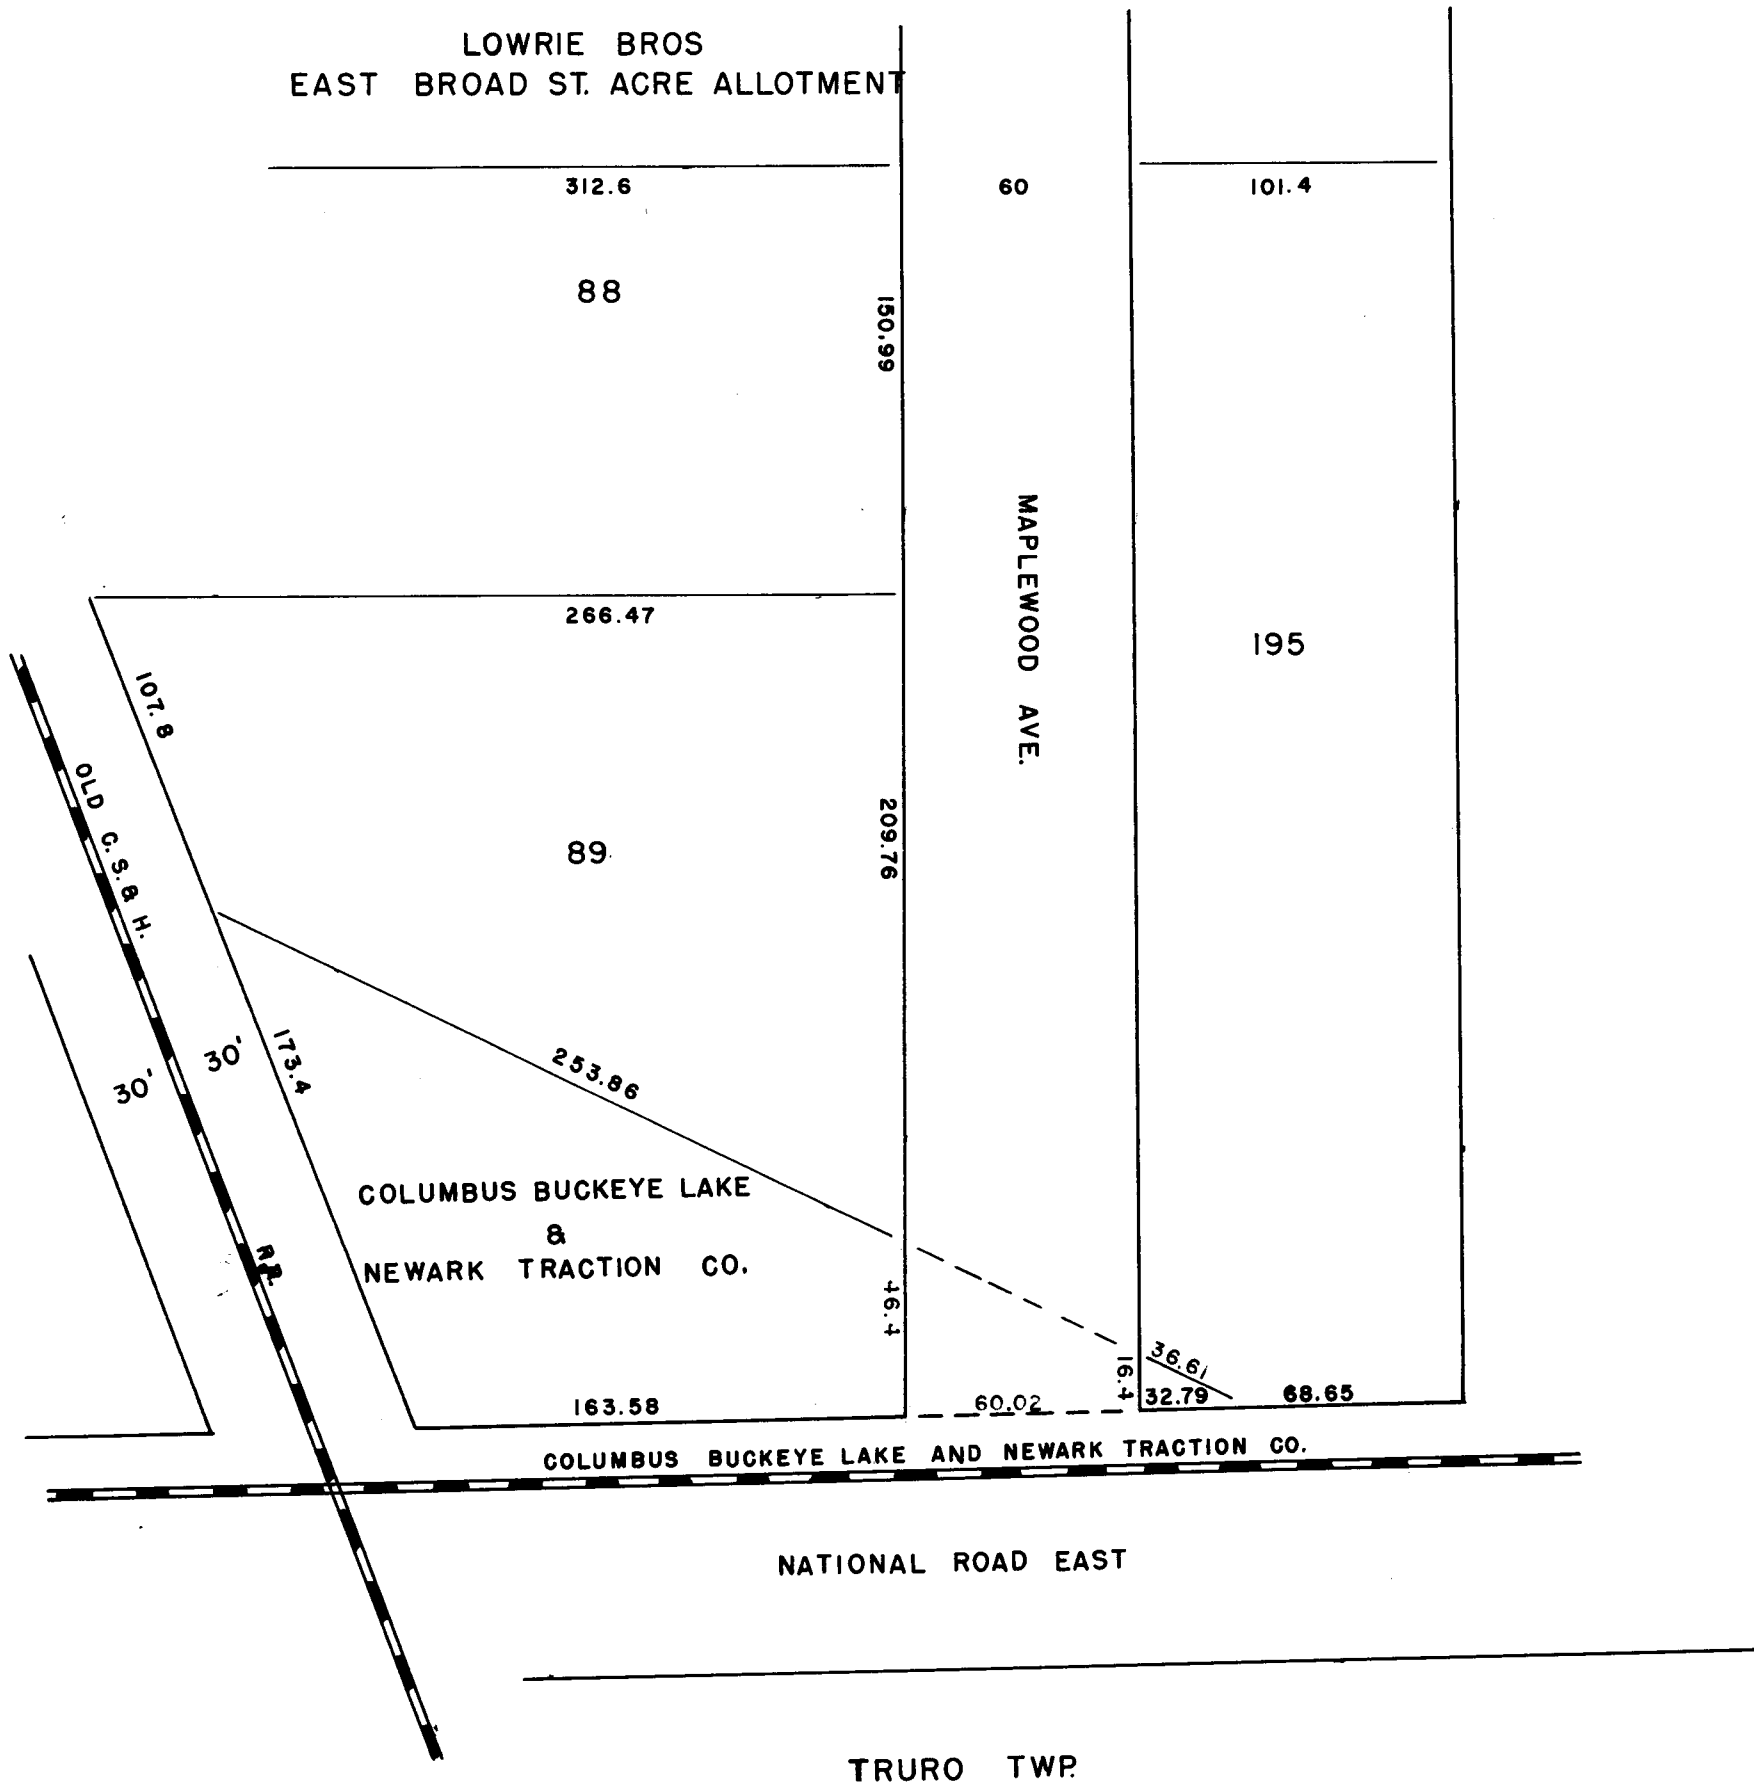 LOWRIE BROS
EAST BROAD ST. ACRE ALLOTMENT
312.6
60
101.4
88
150.99
266.47
MAPLEWOOD AVE.
195
107.8
OLD C. S. & H.
89
209.76
30'
30'
173.4
253.86
COLUMBUS BUCKEYE LAKE
&
NEWARK TRACTION CO.
R.R.
46.4
16.4
36.61
163.58
60.02
32.79
68.65
COLUMBUS BUCKEYE LAKE AND NEWARK TRACTION CO.
NATIONAL ROAD EAST
TRURO TWP.